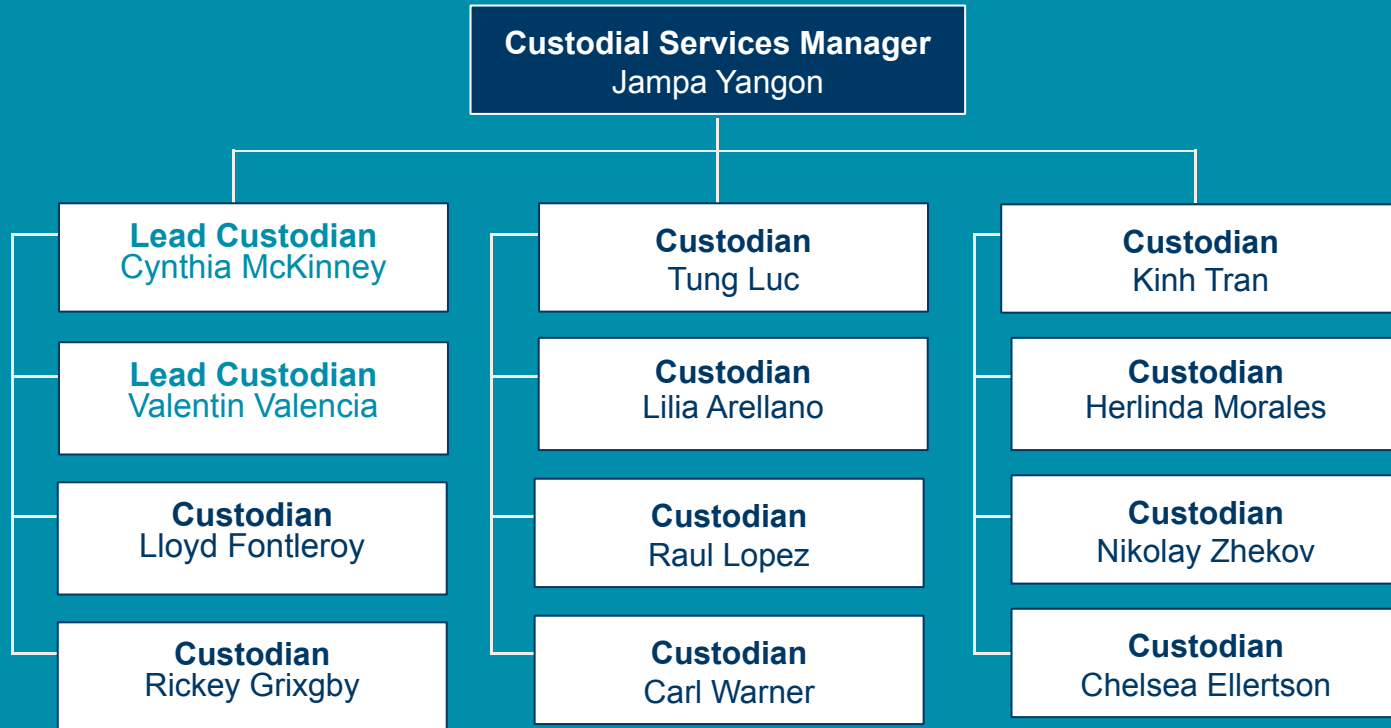 Custodial Services Manager
Jampa Yangon
Lead Custodian
Cynthia McKinney
Lead Custodian
Valentin Valencia
Custodian
Lloyd Fontleroy
Custodian
Rickey Grixgby
Custodian
Tung Luc
Custodian
Lilia Arellano
Custodian
Raul Lopez
Custodian
Carl Warner
Custodian
Kinh Tran
Custodian
Herlinda Morales
Custodian
Nikolay Zhekov
Custodian
Chelsea Ellertson